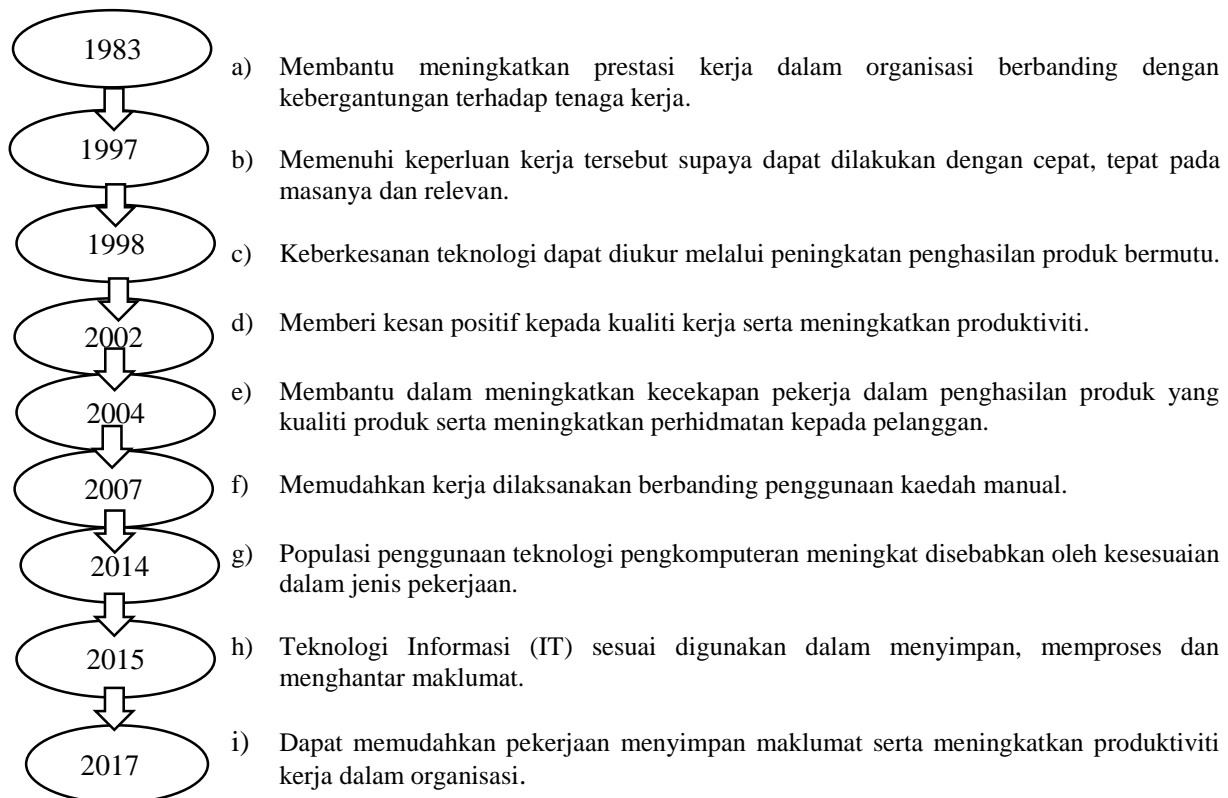 1983
a) Membantu meningkatkan prestasi kerja dalam organisasi berbanding dengan
kebergantungan terhadap tenaga kerja.
1997
b) Memenuhi keperluan kerja tersebut supaya dapat dilakukan dengan cepat, tepat pada
masanya dan relevan.
1998
c) Keberkesanan teknologi dapat diukur melalui peningkatan penghasilan produk bermutu.
2002
d) Memberi kesan positif kepada kualiti kerja serta meningkatkan produktiviti.
2004
e) Membantu dalam meningkatkan kecekapan pekerja dalam penghasilan produk yang
kualiti produk serta meningkatkan perhidmatan kepada pelanggan.
2007
f) Memudahkan kerja dilaksanakan berbanding penggunaan kaedah manual.
2014
g) Populasi penggunaan teknologi pengkomputeran meningkat disebabkan oleh kesesuaian
dalam jenis pekerjaan.
2015
h) Teknologi Informasi (IT) sesuai digunakan dalam menyimpan, memproses dan
menghantar maklumat.
2017
i) Dapat memudahkan pekerjaan menyimpan maklumat serta meningkatkan produktiviti
kerja dalam organisasi.